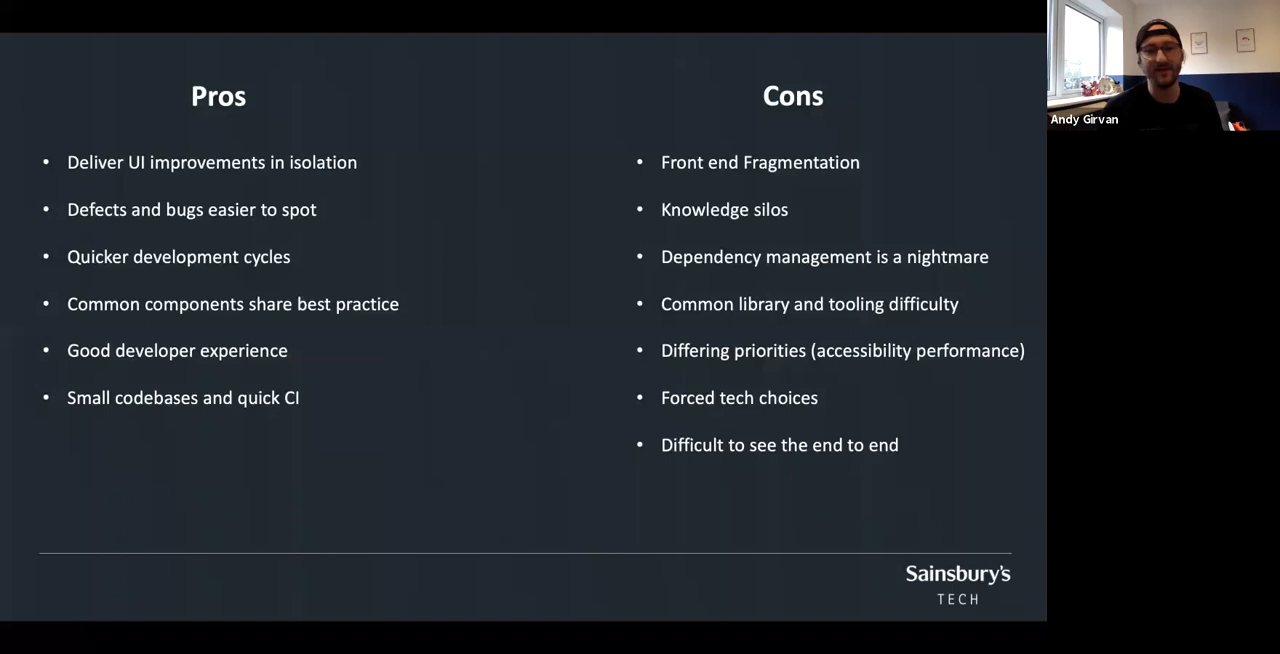 Pros
Deliver UI improvements in isolation
Defects and bugs easier to spot
Quicker development cycles
Common components share best practice
Good developer experience
Small codebases and quick CI
Cons
Front end Fragmentation
Knowledge silos
Dependency management is a nightmare
Common library and tooling difficulty
Differing priorities (accessibility performance)
Forced tech choices
Difficult to see the end to end
Sainsbury's
TECH
Andy Girvan